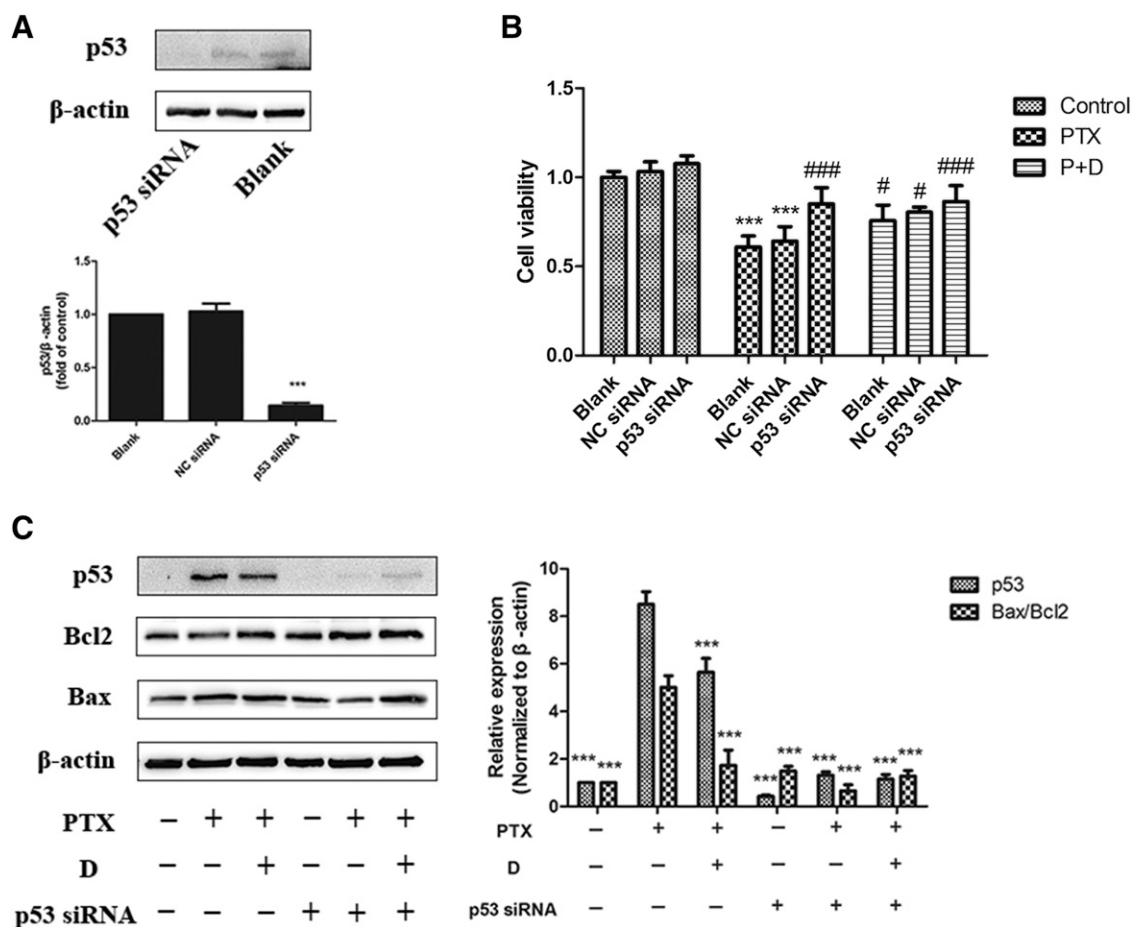 A
p53
β-actin
p53 siRNA
Blank
1.5
1.0
0.5
0.0
p53/β -actin
(fold of control)
***
Blank
NC siRNA
p53 siRNA
B
Cell viability
1.5
1.0
0.5
0.0
***
***
###
#
#
###
Blank
NC siRNA
p53 siRNA
Blank
NC siRNA
p53 siRNA
Blank
NC siRNA
p53 siRNA
Control
PTX
P+D
C
p53
Bcl2
Bax
β-actin
PTX − + + − + +
D − − + − − +
p53 siRNA − − − + + +
Relative expression
(Normalized to β -actin)
10
8
6
4
2
0
***
***
***
***
***
***
***
***
***
***
p53
Bax/Bcl2
PTX − + + − + +
D − − + − − +
p53 siRNA − − − + + +